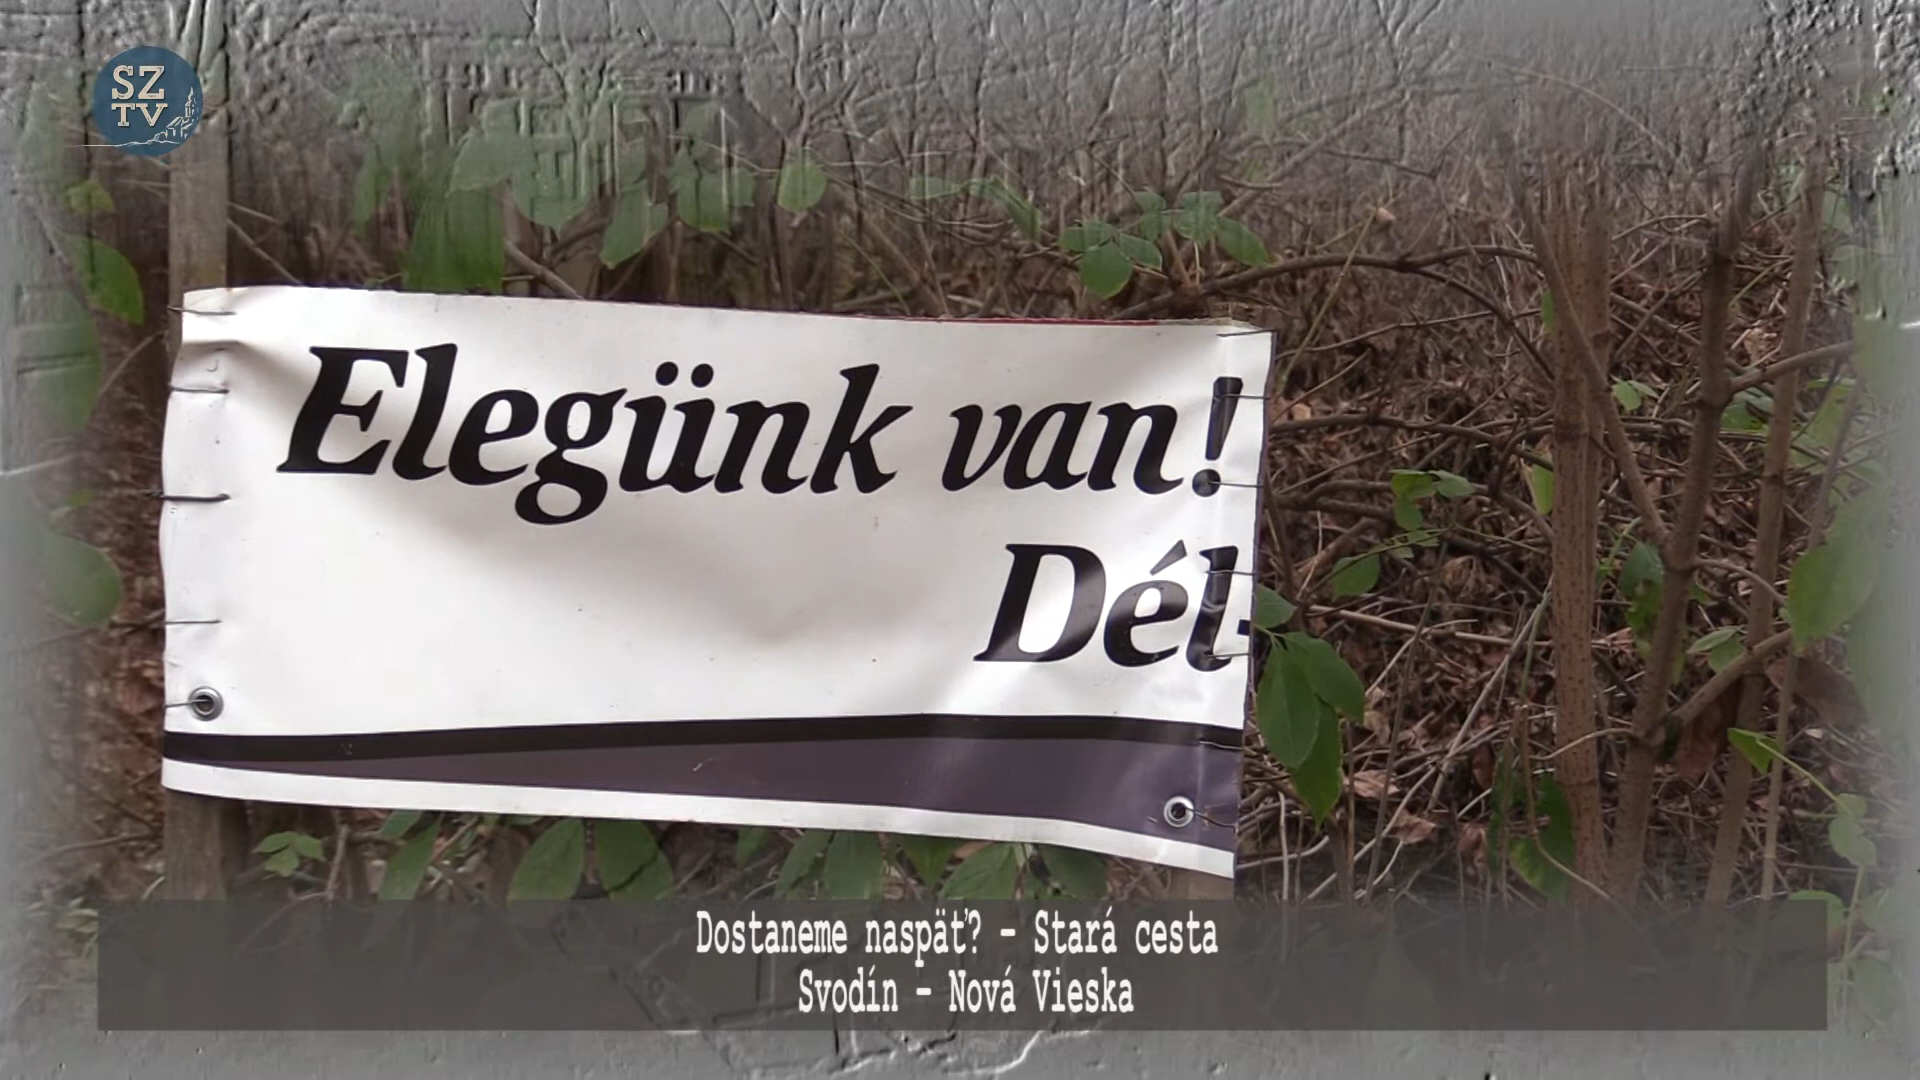 SZ
TV
Elegünk van!
Dél-
Dostaneme naspäť? - Stará cesta
Svodín - Nová Vieska